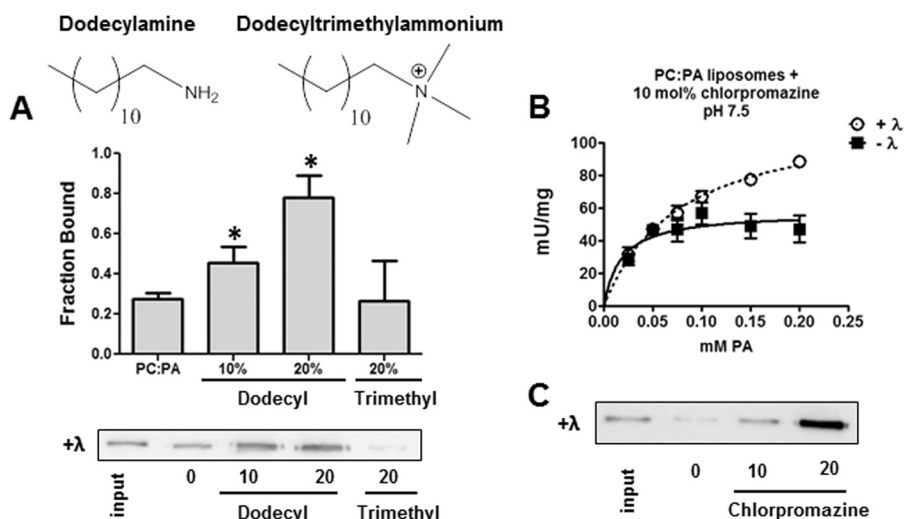 Dodecylamine
Dodecyltrimethylammonium
NH2
10
N
⊕
10
A
Fraction Bound
1.0
0.8
0.6
0.4
0.2
0.0
*
*
PC:PA
10%
20%
20%
Dodecyl
Trimethyl
+λ
input
0
10
20
20
Dodecyl
Trimethyl
B
PC:PA liposomes +
10 mol% chlorpromazine
pH 7.5
+ λ
- λ
mU/mg
100
80
60
40
20
0
0.00
0.05
0.10
0.15
0.20
0.25
mM PA
C
+λ
input
0
10
20
Chlorpromazine